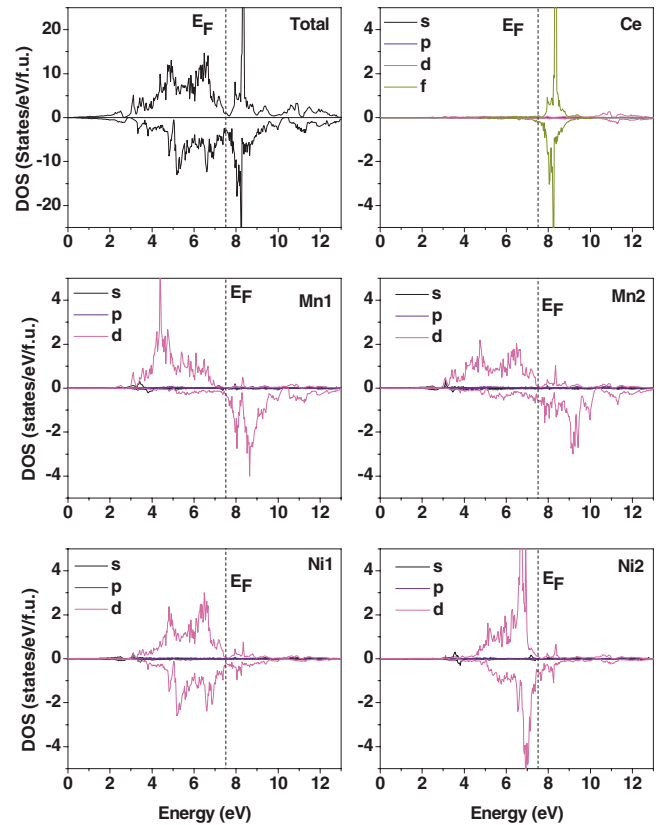 E_F Total
20
10
0
-10
-20
DOS (States/eV/f.u.)
0 2 4 6 8 10 12
s
p
d
f
E_F Ce
4
2
0
-2
-4
0 2 4 6 8 10 12
s
p
d
E_F Mn1
4
2
0
-2
-4
DOS (states/eV/f.u.)
0 2 4 6 8 10 12
s
p
d
E_F Mn2
4
2
0
-2
-4
0 2 4 6 8 10 12
s
p
d
E_F Ni1
4
2
0
-2
-4
DOS (states/eV/f.u.)
0 2 4 6 8 10 12
Energy (eV)
s
p
d
E_F Ni2
4
2
0
-2
-4
0 2 4 6 8 10 12
Energy (eV)